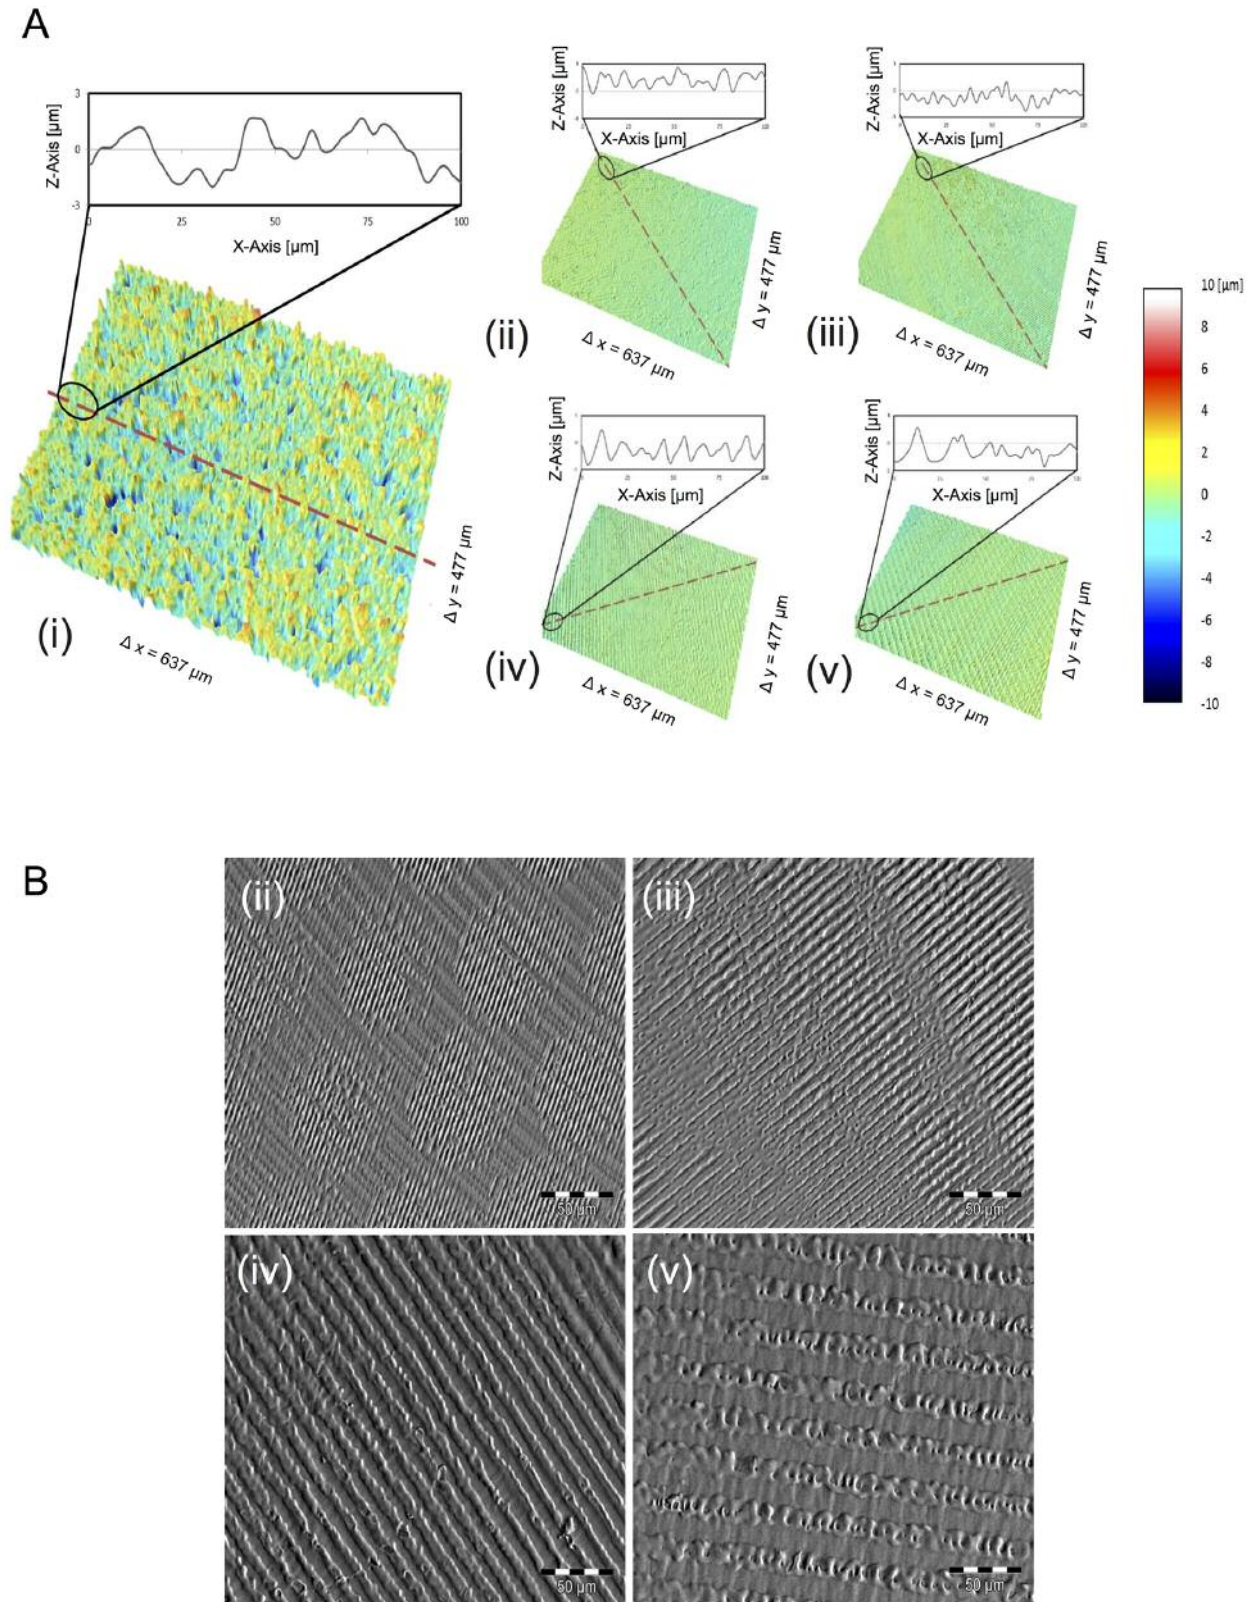 A
Z-Axis [µm]
3
0
-3
0
25
50
75
100
X-Axis [µm]
(i)
Δ x = 637 µm
Δ y = 477 µm
Z-Axis [µm]
0
100
X-Axis [µm]
(ii)
Δ x = 637 µm
Δ y = 477 µm
Z-Axis [µm]
X-Axis [µm]
(iii)
Δ x = 637 µm
Δ y = 477 µm
Z-Axis [µm]
X-Axis [µm]
(iv)
Δ x = 637 µm
Δ y = 477 µm
Z-Axis [µm]
X-Axis [µm]
(v)
Δ x = 637 µm
Δ y = 477 µm
10 [µm]
8
6
4
2
0
-2
-4
-6
-8
-10
B
(ii)
50 µm
(iii)
50 µm
(iv)
50 µm
(v)
50 µm